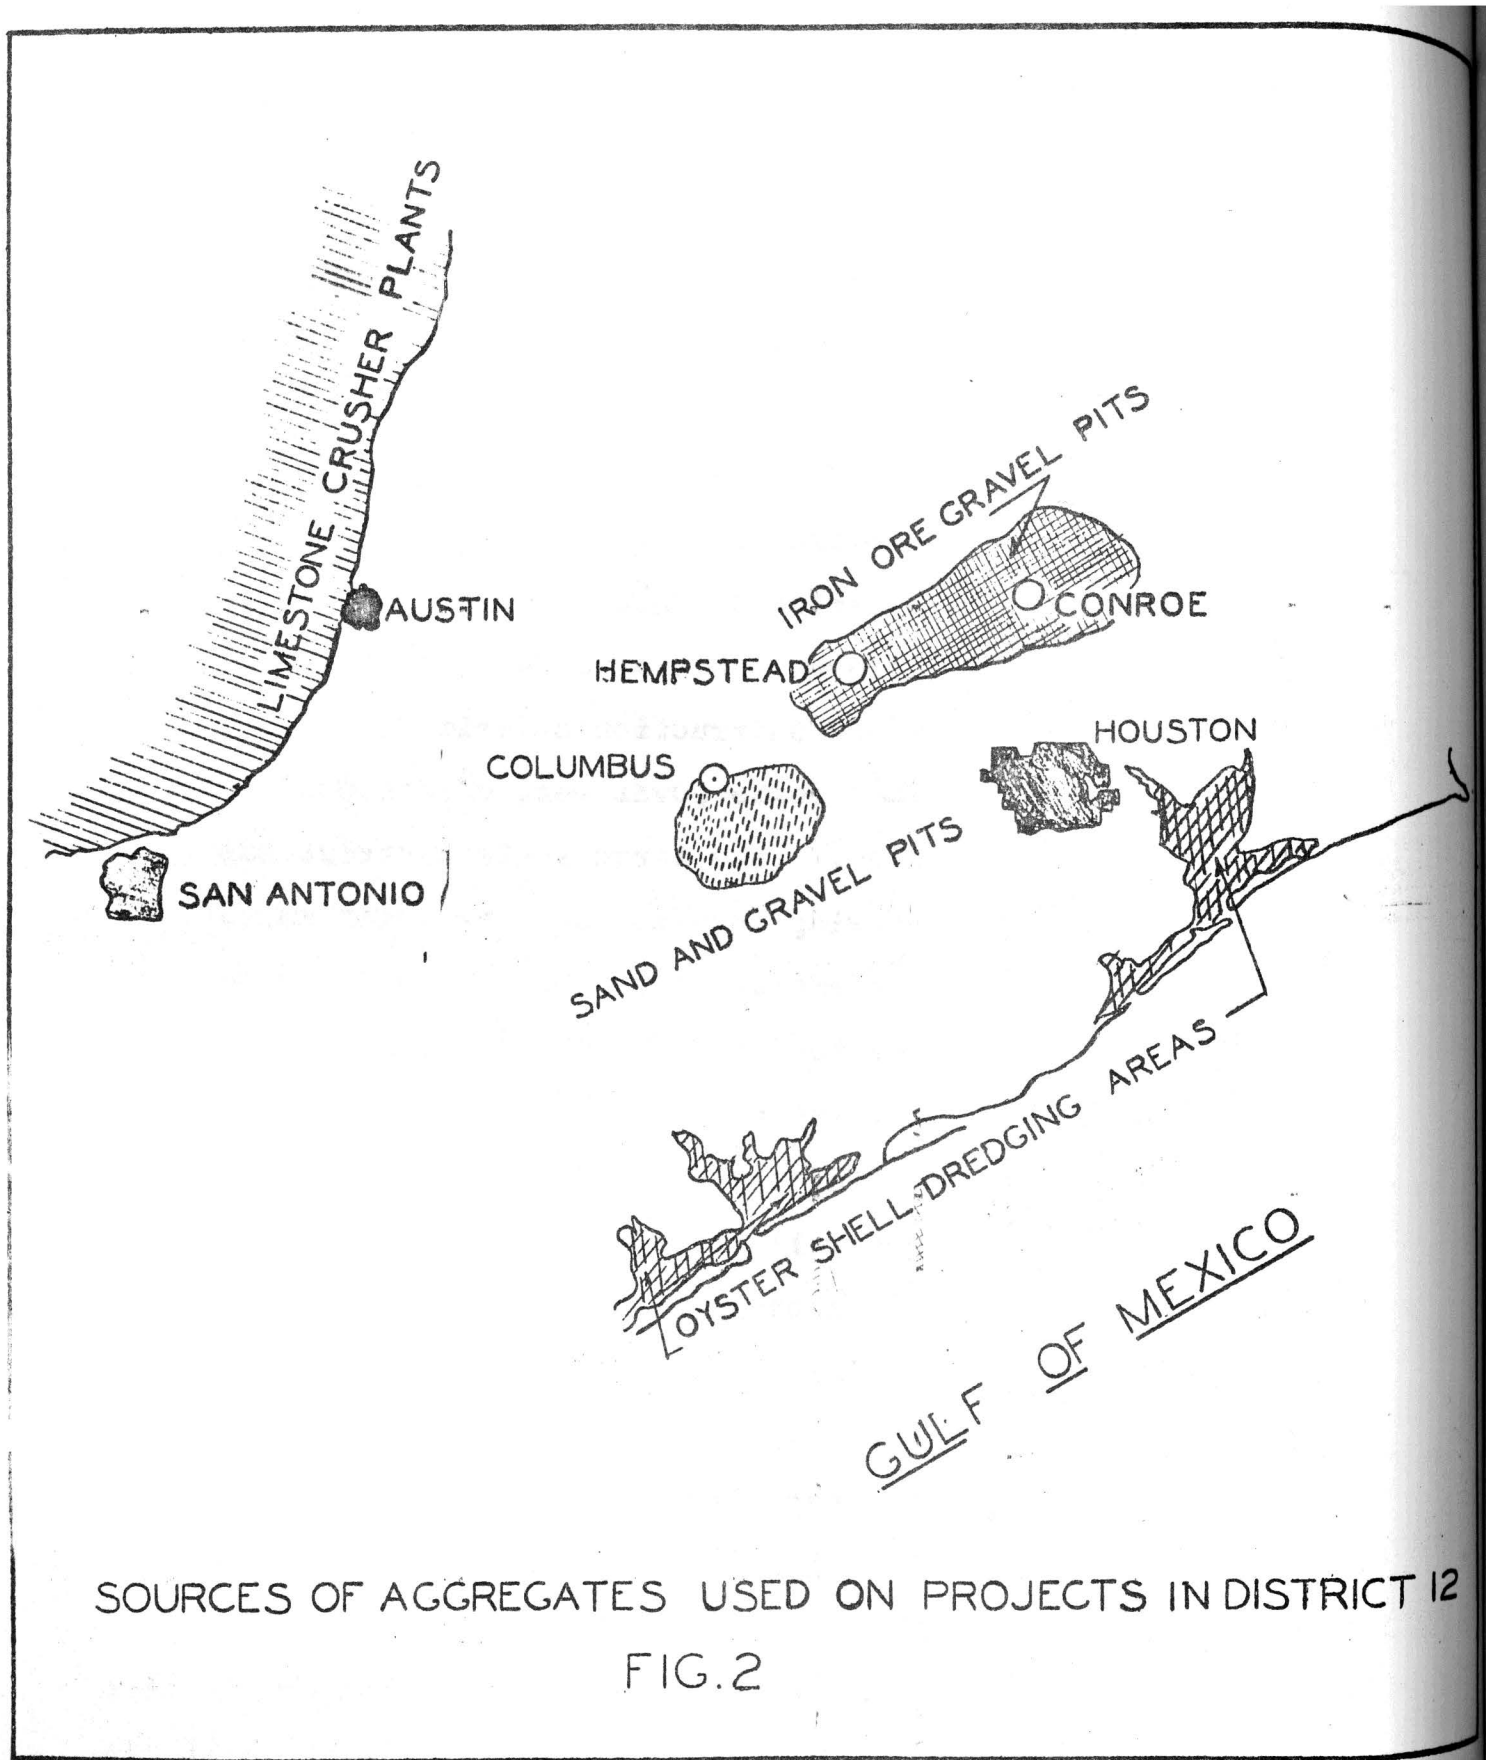 LIMESTONE CRUSHER PLANTS
IRON ORE GRAVEL PITS
AUSTIN
CONROE
HEMPSTEAD
HOUSTON
COLUMBUS
SAN ANTONIO
SAND AND GRAVEL PITS
OYSTER SHELL DREDGING AREAS
GULF OF MEXICO
SOURCES OF AGGREGATES USED ON PROJECTS IN DISTRICT 12
FIG. 2